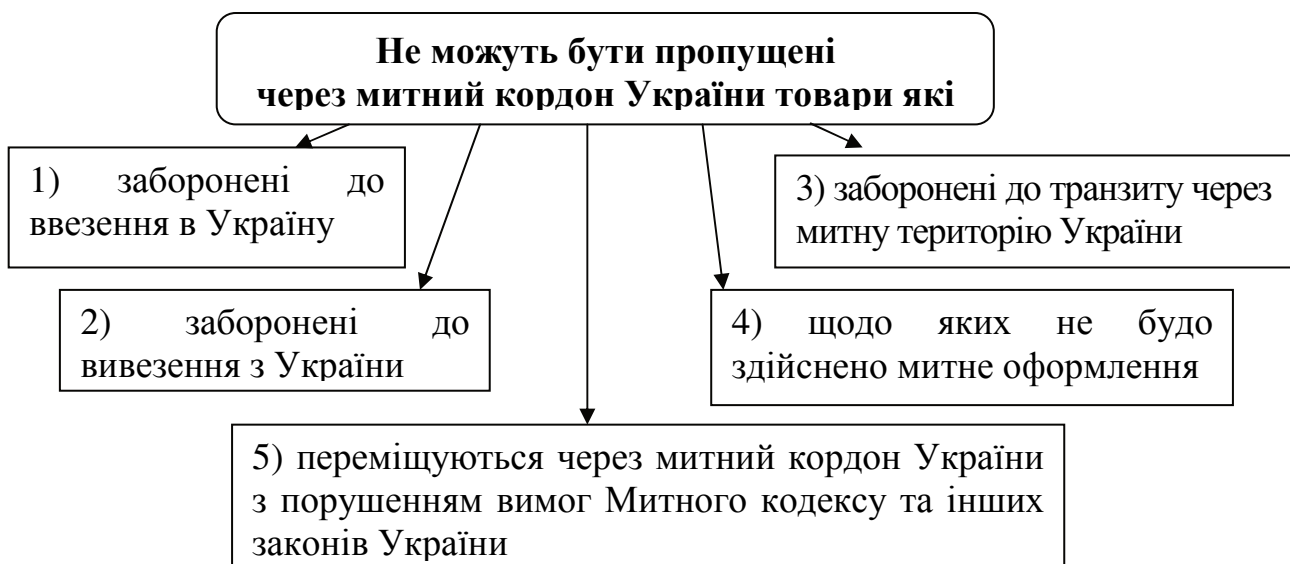 Не можуть бути пропущені
через митний кордон України товари які
1) заборонені до
ввезення в Україну
2) заборонені до
вивезення з України
3) заборонені до транзиту через
митну територію України
4) щодо яких не будо
здійснено митне оформлення
5) переміщуються через митний кордон України
з порушенням вимог Митного кодексу та інших
законів України